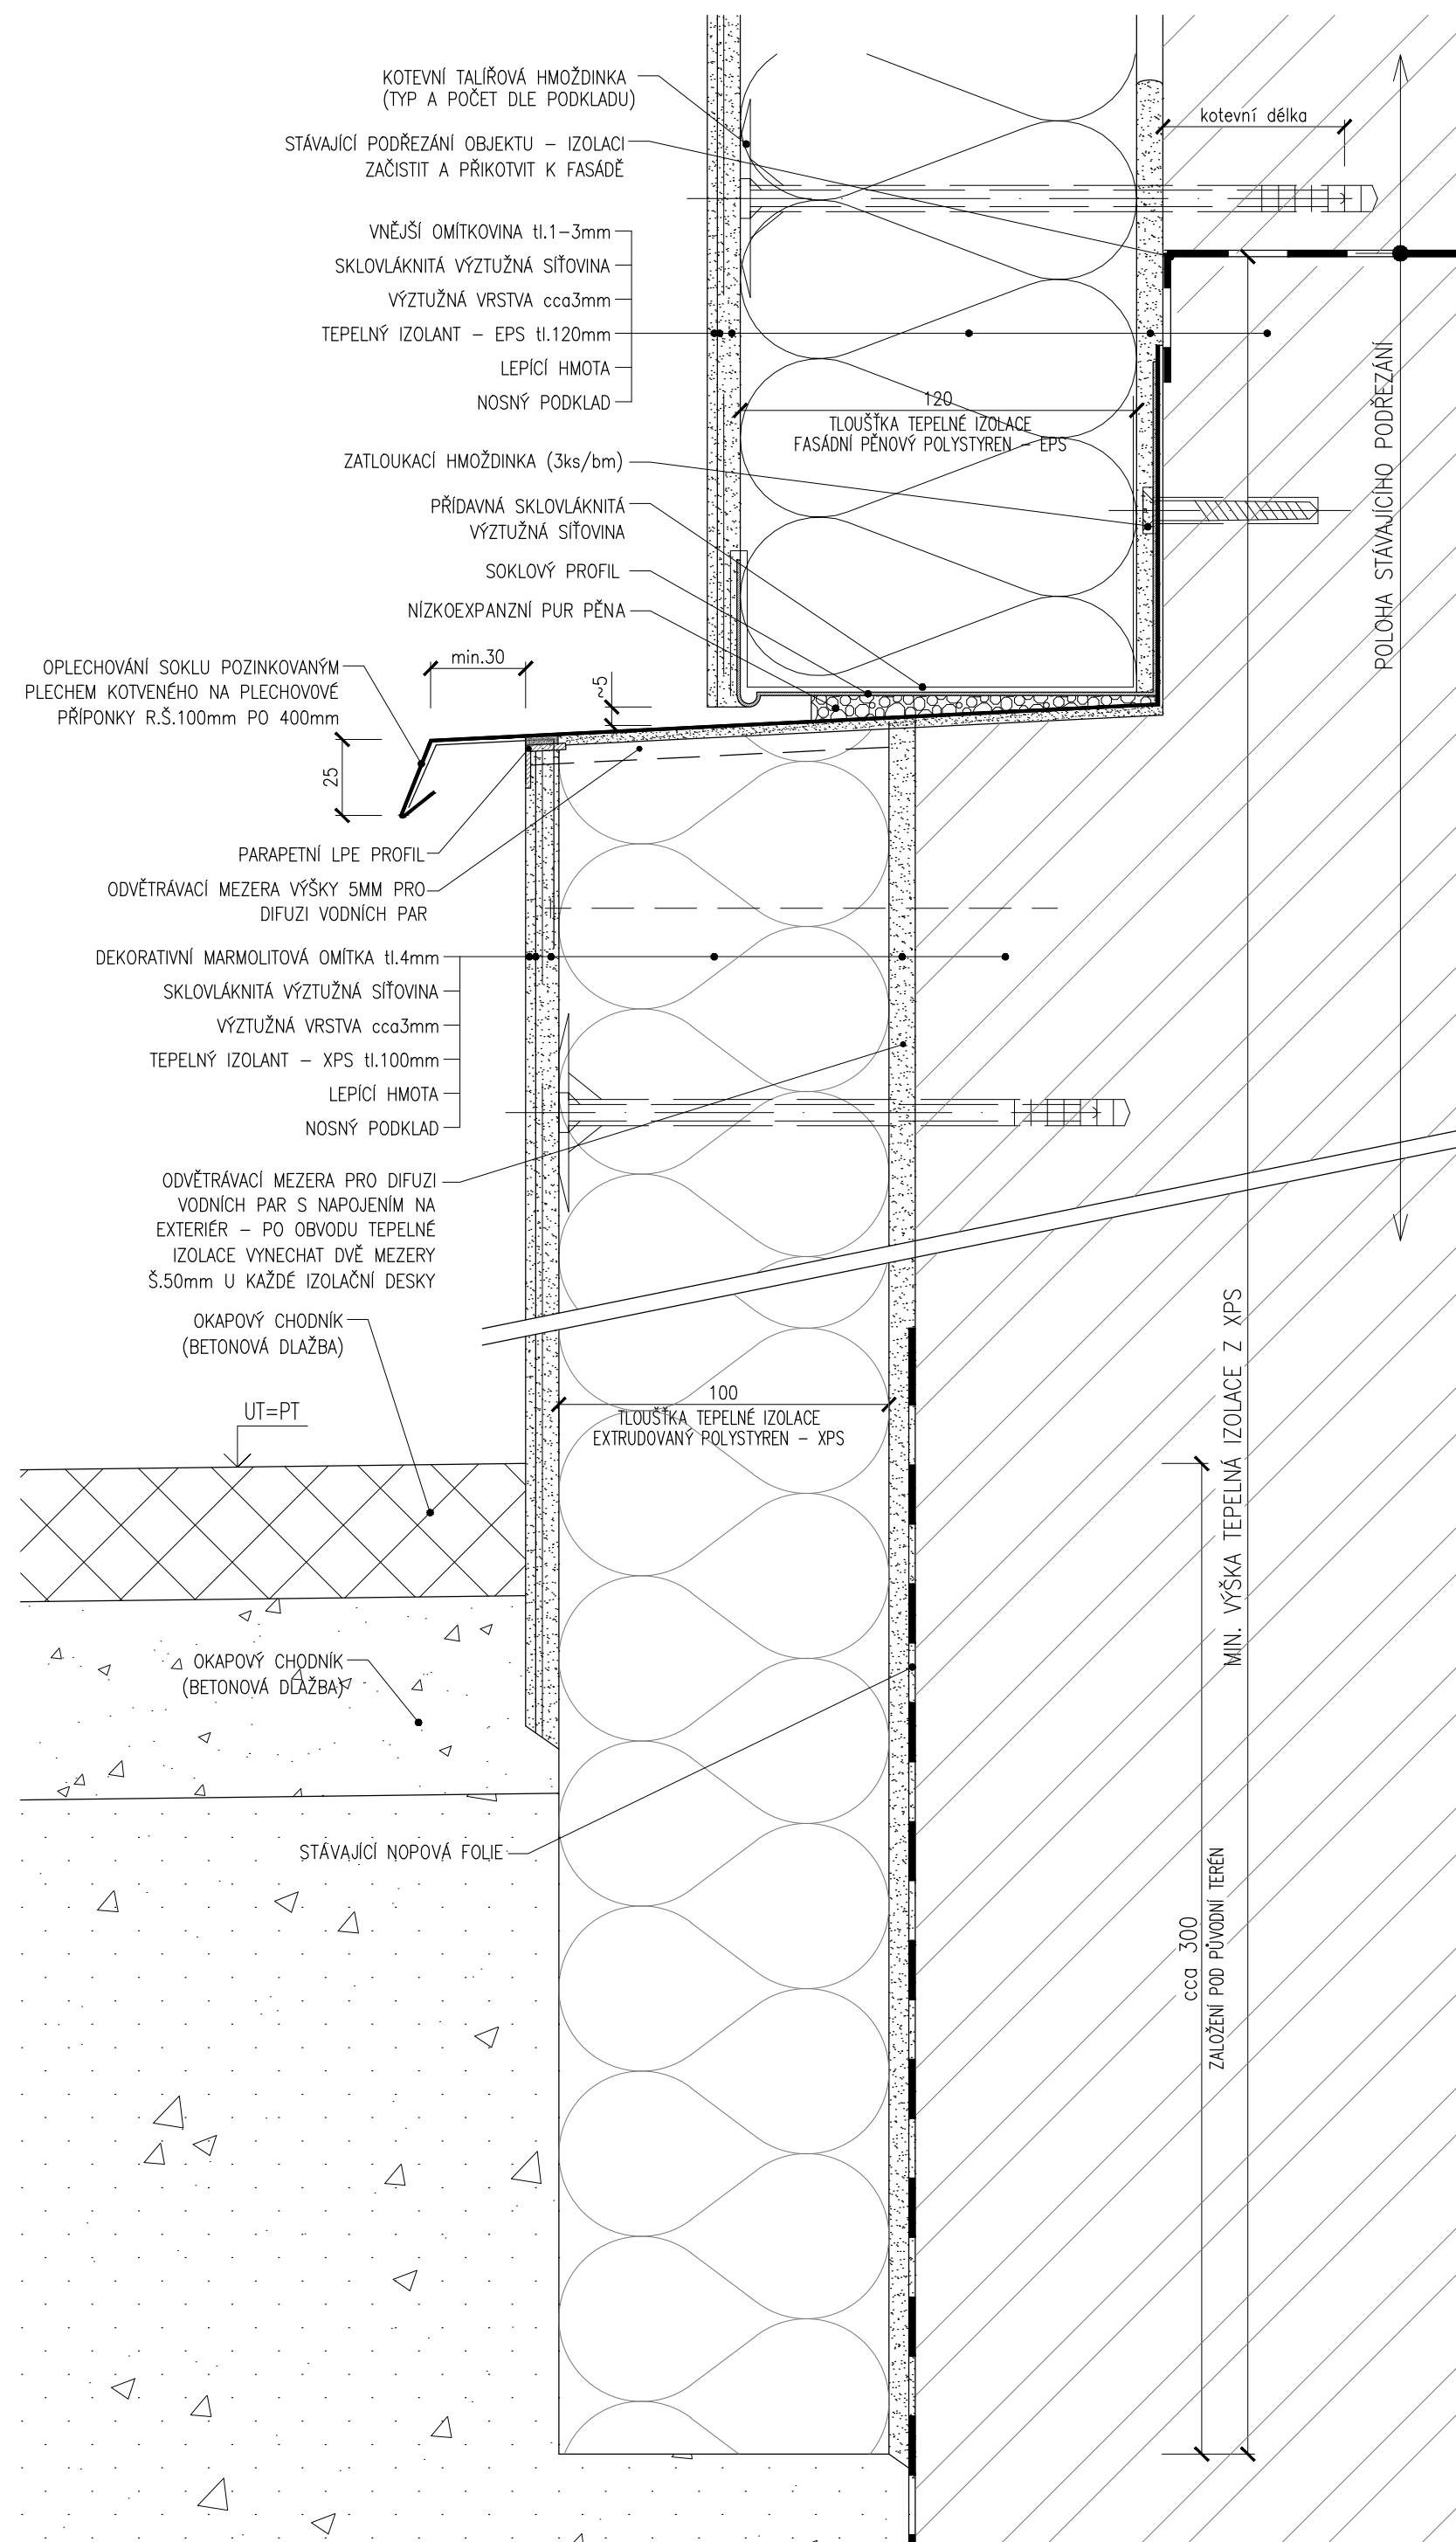 KOTEVNÍ TALÍŘOVÁ HMOŽDINKA
(TYP A POČET DLE PODKLADU)
kotevní délka
STÁVAJÍCÍ PODŘEZÁNÍ OBJEKTU – IZOLACI
ZAČISTIT A PŘIKOTVIT K FASÁDĚ
VNĚJŠÍ OMÍTKOVINA tl.1–3mm
SKLOVLÁKNITÁ VÝZTUŽNÁ SÍŤOVINA
VÝZTUŽNÁ VRSTVA cca3mm
TEPELNÝ IZOLANT – EPS tl.120mm
LEPÍCÍ HMOTA
NOSNÝ PODKLAD
120
TLOUŠŤKA TEPELNÉ IZOLACE
FASÁDNÍ PĚNOVÝ POLYSTYREN – EPS
POLOHA STÁVAJÍCÍHO PODŘEZÁNÍ
ZATLOUKACÍ HMOŽDINKA (3ks/bm)
PŘÍDAVNÁ SKLOVLÁKNITÁ
VÝZTUŽNÁ SÍŤOVINA
SOKLOVÝ PROFIL
NÍZKOEXPANZNÍ PUR PĚNA
OPLECHOVÁNÍ SOKLU POZINKOVANÝM
PLECHEM KOTVENÉHO NA PLECHOVOVÉ
PŘÍPONKY R.Š.100mm PO 400mm
min.30
~5
25
PARAPETNÍ LPE PROFIL
ODVĚTRÁVACÍ MEZERA VÝŠKY 5MM PRO
DIFUZI VODNÍCH PAR
DEKORATIVNÍ MARMOLITOVÁ OMÍTKA tl.4mm
SKLOVLÁKNITÁ VÝZTUŽNÁ SÍŤOVINA
VÝZTUŽNÁ VRSTVA cca3mm
TEPELNÝ IZOLANT – XPS tl.100mm
LEPÍCÍ HMOTA
NOSNÝ PODKLAD
ODVĚTRÁVACÍ MEZERA PRO DIFUZI
VODNÍCH PAR S NAPOJENÍM NA
EXTERIÉR – PO OBVODU TEPELNÉ
IZOLACE VYNECHAT DVĚ MEZERY
Š.50mm U KAŽDÉ IZOLAČNÍ DESKY
OKAPOVÝ CHODNÍK
(BETONOVÁ DLAŽBA)
UT=PT
100
TLOUŠŤKA TEPELNÉ IZOLACE
EXTRUDOVANÝ POLYSTYREN – XPS
MIN. VÝŠKA TEPELNÁ IZOLACE Z XPS
OKAPOVÝ CHODNÍK
(BETONOVÁ DLAŽBA)
STÁVAJÍCÍ NOPOVÁ FOLIE
cca 300
ZALOŽENÍ POD PŮVODNÍ TERÉN